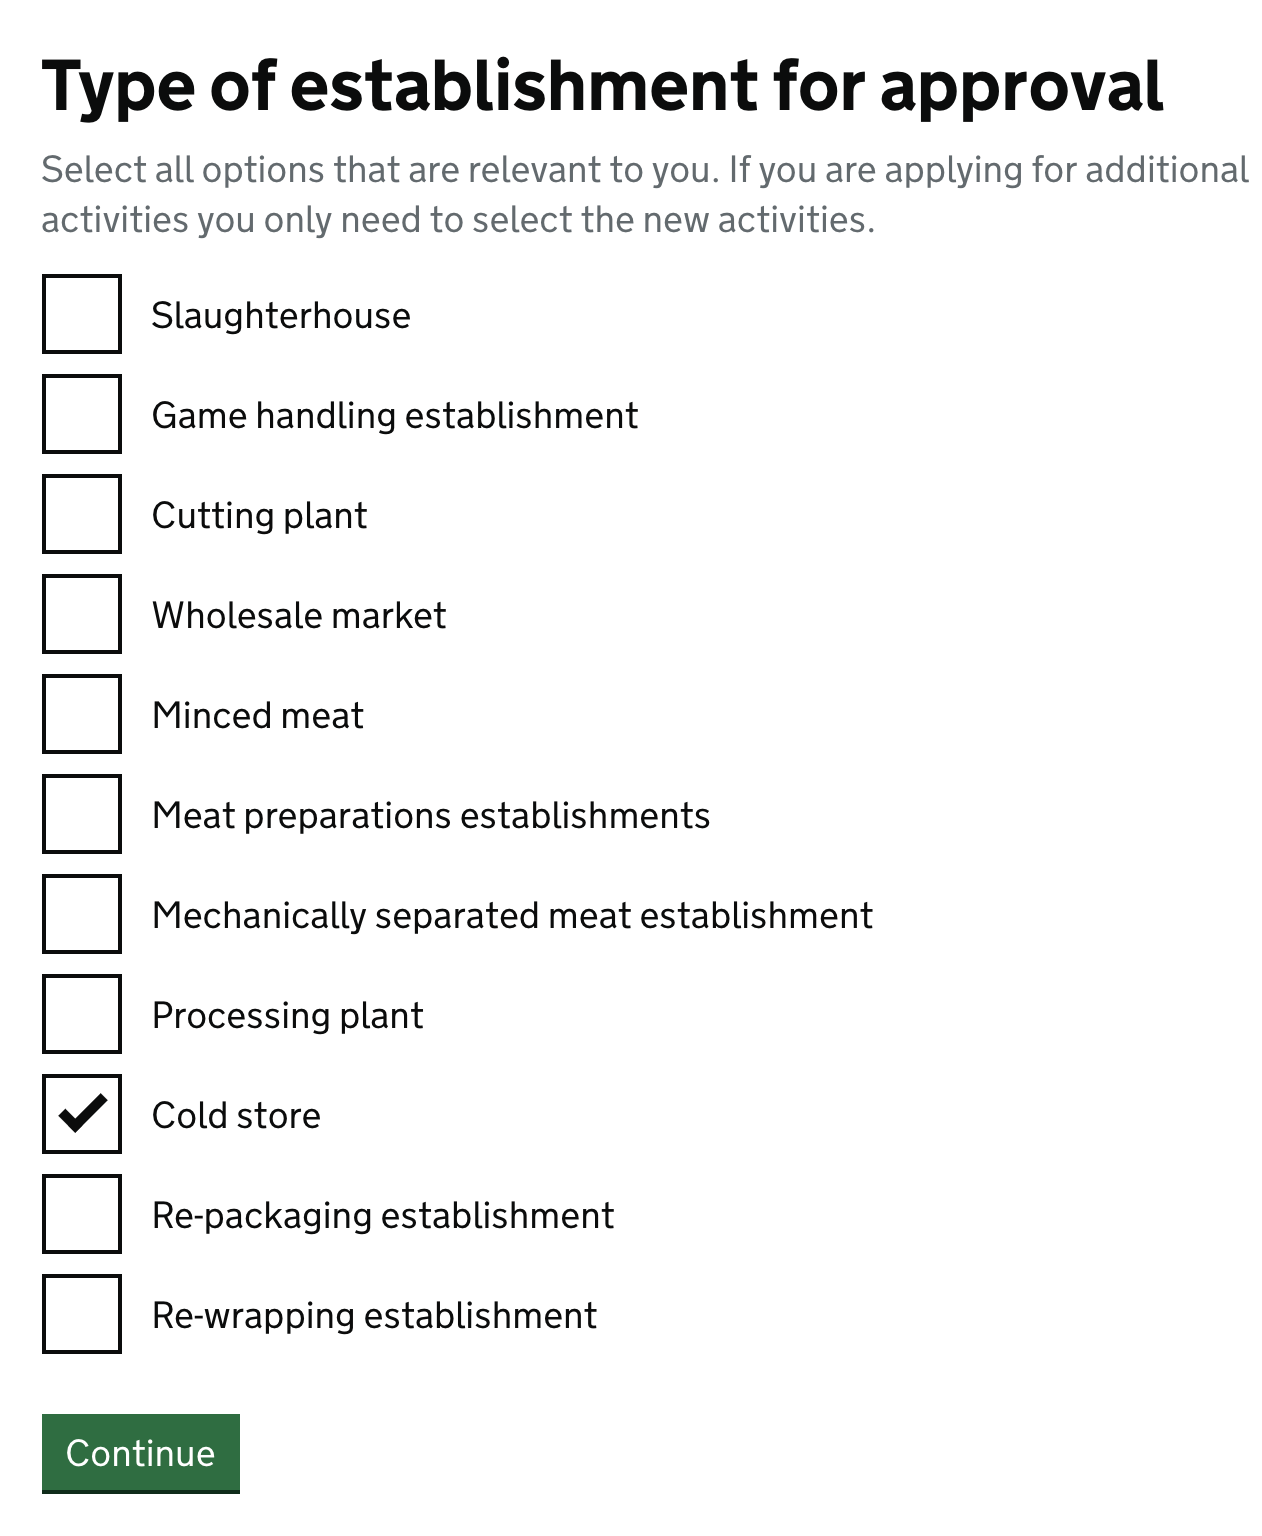 Type of establishment for approval
Select all options that are relevant to you. If you are applying for additional
activities you only need to select the new activities.
Slaughterhouse
Game handling establishment
Cutting plant
Wholesale market
Minced meat
Meat preparations establishments
Mechanically separated meat establishment
Processing plant
Cold store
Re-packaging establishment
Re-wrapping establishment
Continue